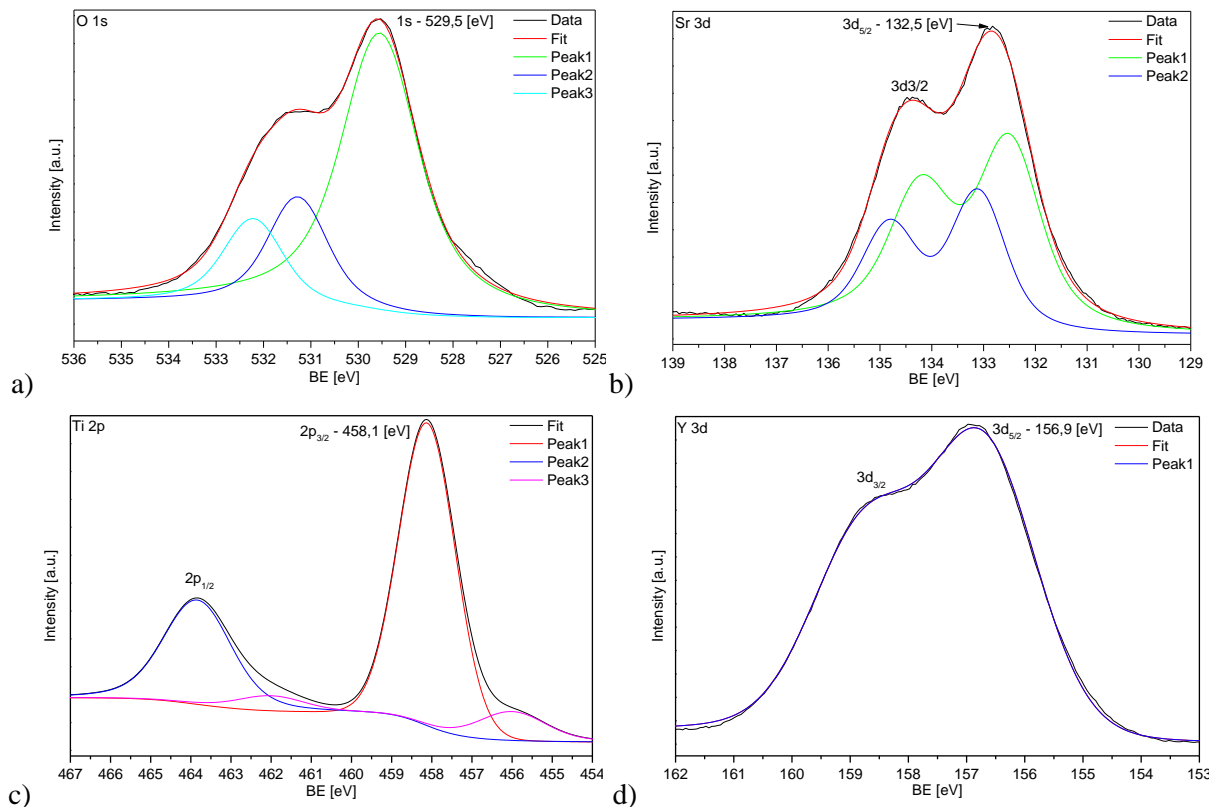 O 1s
1s - 529,5 [eV]
Data
Fit
Peak1
Peak2
Peak3
Intensity [a.u.]
536 535 534 533 532 531 530 529 528 527 526 525
BE [eV]
a)
Sr 3d
3d5/2 - 132,5 [eV]
3d3/2
Data
Fit
Peak1
Peak2
Intensity [a.u.]
139 138 137 136 135 134 133 132 131 130 129
BE [eV]
b)
Ti 2p
2p3/2 - 458,1 [eV]
2p1/2
Fit
Peak1
Peak2
Peak3
Intensity [a.u.]
467 466 465 464 463 462 461 460 459 458 457 456 455 454
BE [eV]
c)
Y 3d
3d5/2 - 156,9 [eV]
3d3/2
Data
Fit
Peak1
Intensity [a.u.]
162 161 160 159 158 157 156 155 154 153
BE [eV]
d)